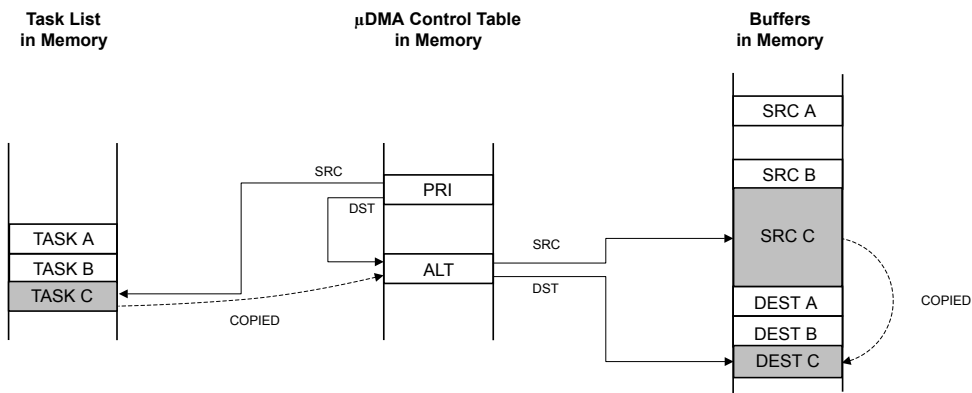 Task List
in Memory
µDMA Control Table
in Memory
Buffers
in Memory
SRC A
SRC B
SRC C
DEST A
DEST B
DEST C
SRC
PRI
DST
TASK A
TASK B
TASK C
ALT
SRC
DST
COPIED
COPIED